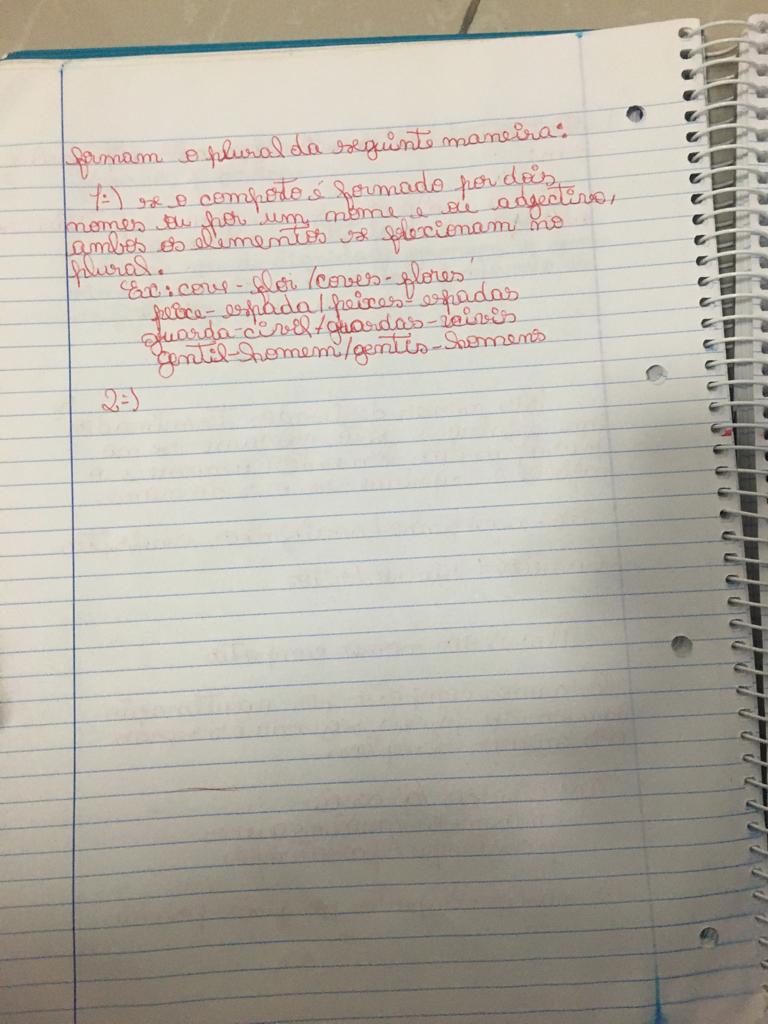 formam o plural da seguinte maneira:
1=) se o composto é formado por dois
nomes ou por um nome e ou adjectivo,
ambos os elementos se flexionam no
plural.
Ex: couve-flor/couves-flores
peixe-espada/peixes-espadas
guarda-civil/guardas-civis
gentil-homem/gentis-homens
2=)